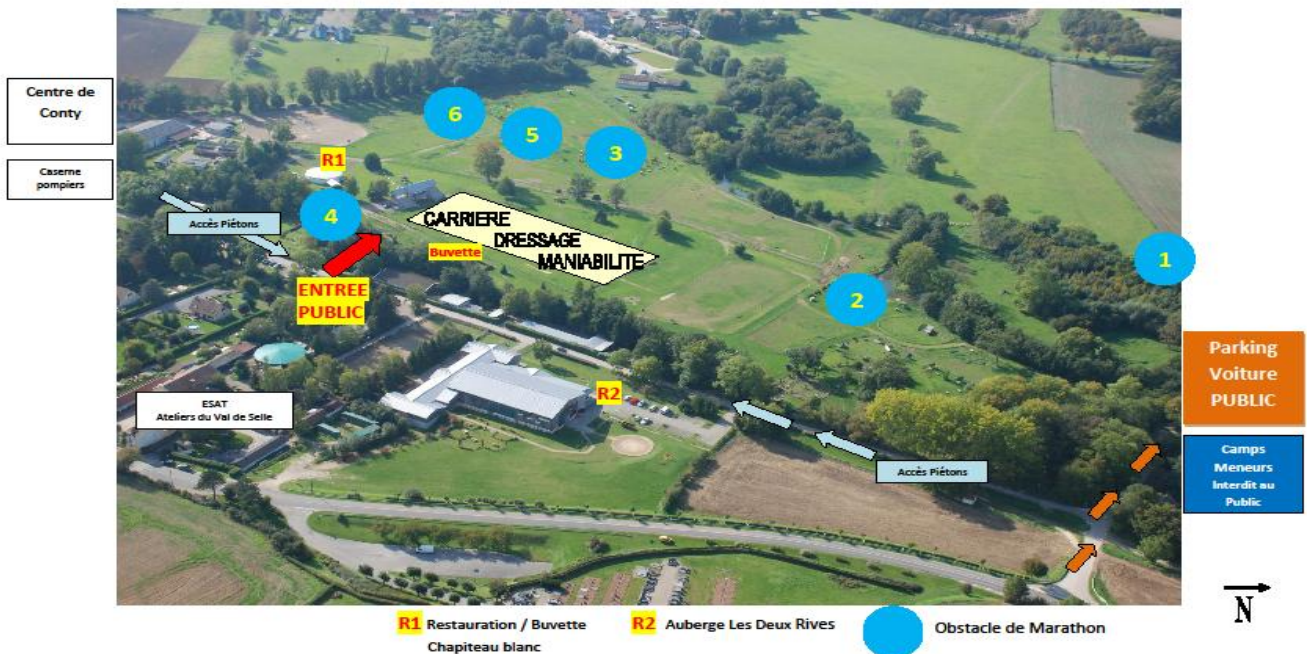 Centre de
Conty
Caserne
pompiers
6
5
3
R1
Accès Piétons
4
CARRIERE
DRESSAGE
MANIABILITE
Buvette
ENTREE
PUBLIC
1
2
Parking
Voiture
PUBLIC
R2
ESAT
Ateliers du Val de Selle
Accès Piétons
Camps
Meneurs
Interdit au
Public
N
R1 Restauration / Buvette
Chapiteau blanc
R2 Auberge Les Deux Rives
Obstacle de Marathon